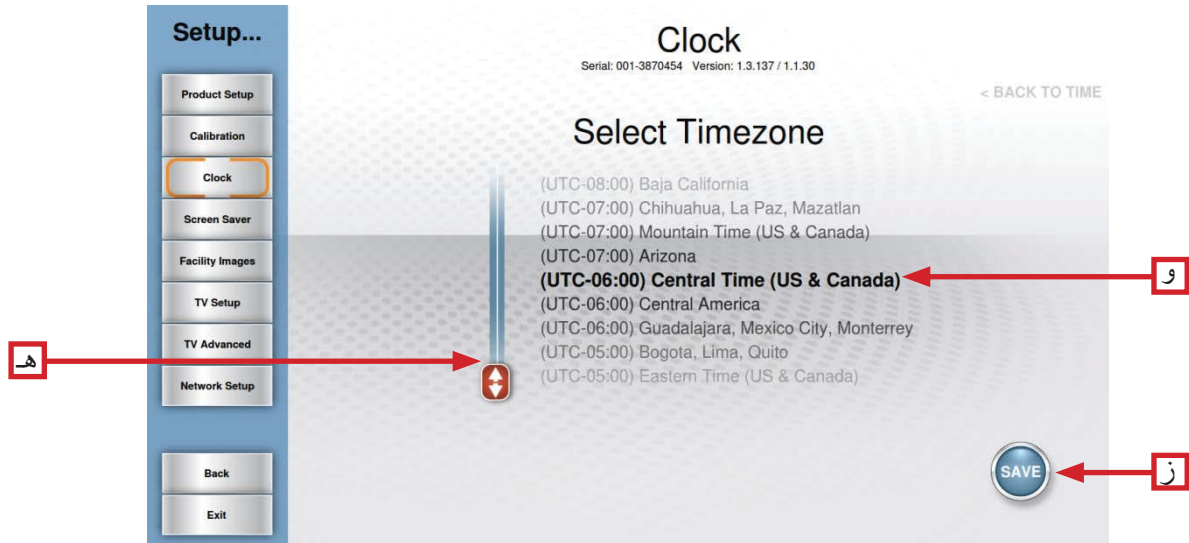 Setup...
Product Setup
Calibration
Clock
Screen Saver
Facility Images
TV Setup
TV Advanced
Network Setup
Back
Exit
Clock
Serial: 001-3870454 Version: 1.3.137 / 1.1.30
< BACK TO TIME
Select Timezone
(UTC-08:00) Baja California
(UTC-07:00) Chihuahua, La Paz, Mazatlan
(UTC-07:00) Mountain Time (US & Canada)
(UTC-07:00) Arizona
(UTC-06:00) Central Time (US & Canada)
(UTC-06:00) Central America
(UTC-06:00) Guadalajara, Mexico City, Monterrey
(UTC-05:00) Bogota, Lima, Quito
(UTC-05:00) Eastern Time (US & Canada)
SAVE
و
هـ
ز